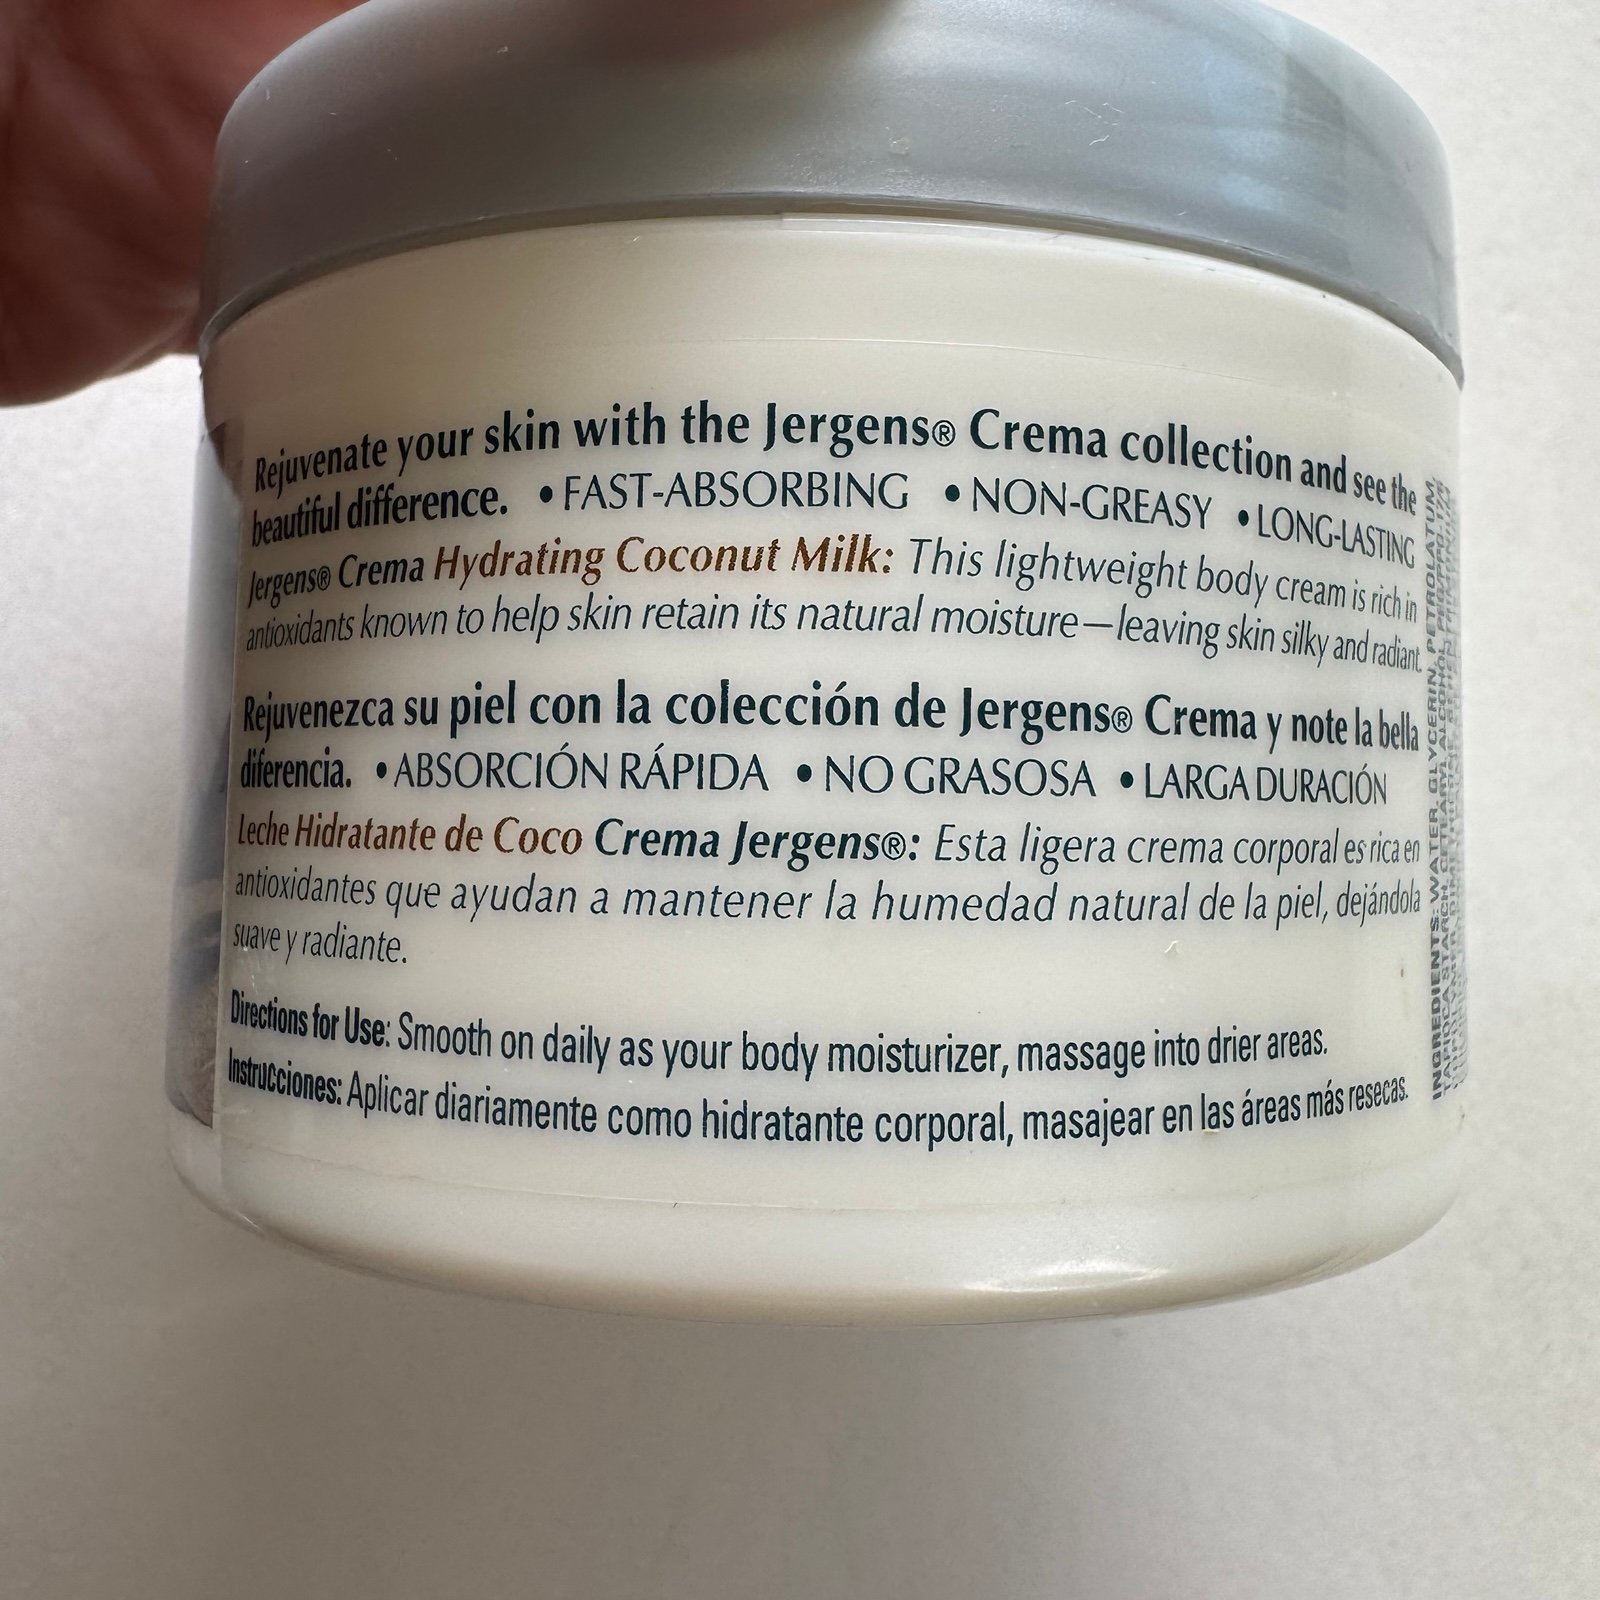 Rejuvenate your skin with the Jergens® Crema collection and see the
beautiful difference. • FAST-ABSORBING • NON-GREASY • LONG-LASTING
Jergens® Crema Hydrating Coconut Milk: This lightweight body cream is rich in
antioxidants known to help skin retain its natural moisture—leaving skin silky and radiant.
Rejuvenezca su piel con la colección de Jergens® Crema y note la bella
diferencia. • ABSORCIÓN RÁPIDA • NO GRASOSA • LARGA DURACIÓN
Leche Hidratante de Coco Crema Jergens®: Esta ligera crema corporal es rica en
antioxidantes que ayudan a mantener la humedad natural de la piel, dejándola
suave y radiante.
Directions for Use: Smooth on daily as your body moisturizer, massage into drier areas.
Instrucciones: Aplicar diariamente como hidratante corporal, masajear en las áreas más resecas.
INGREDIENTS: WATER, GLYCERIN, PETROLATUM,
TAPIOCA STARCH, CETEARYL ALCOHOL,